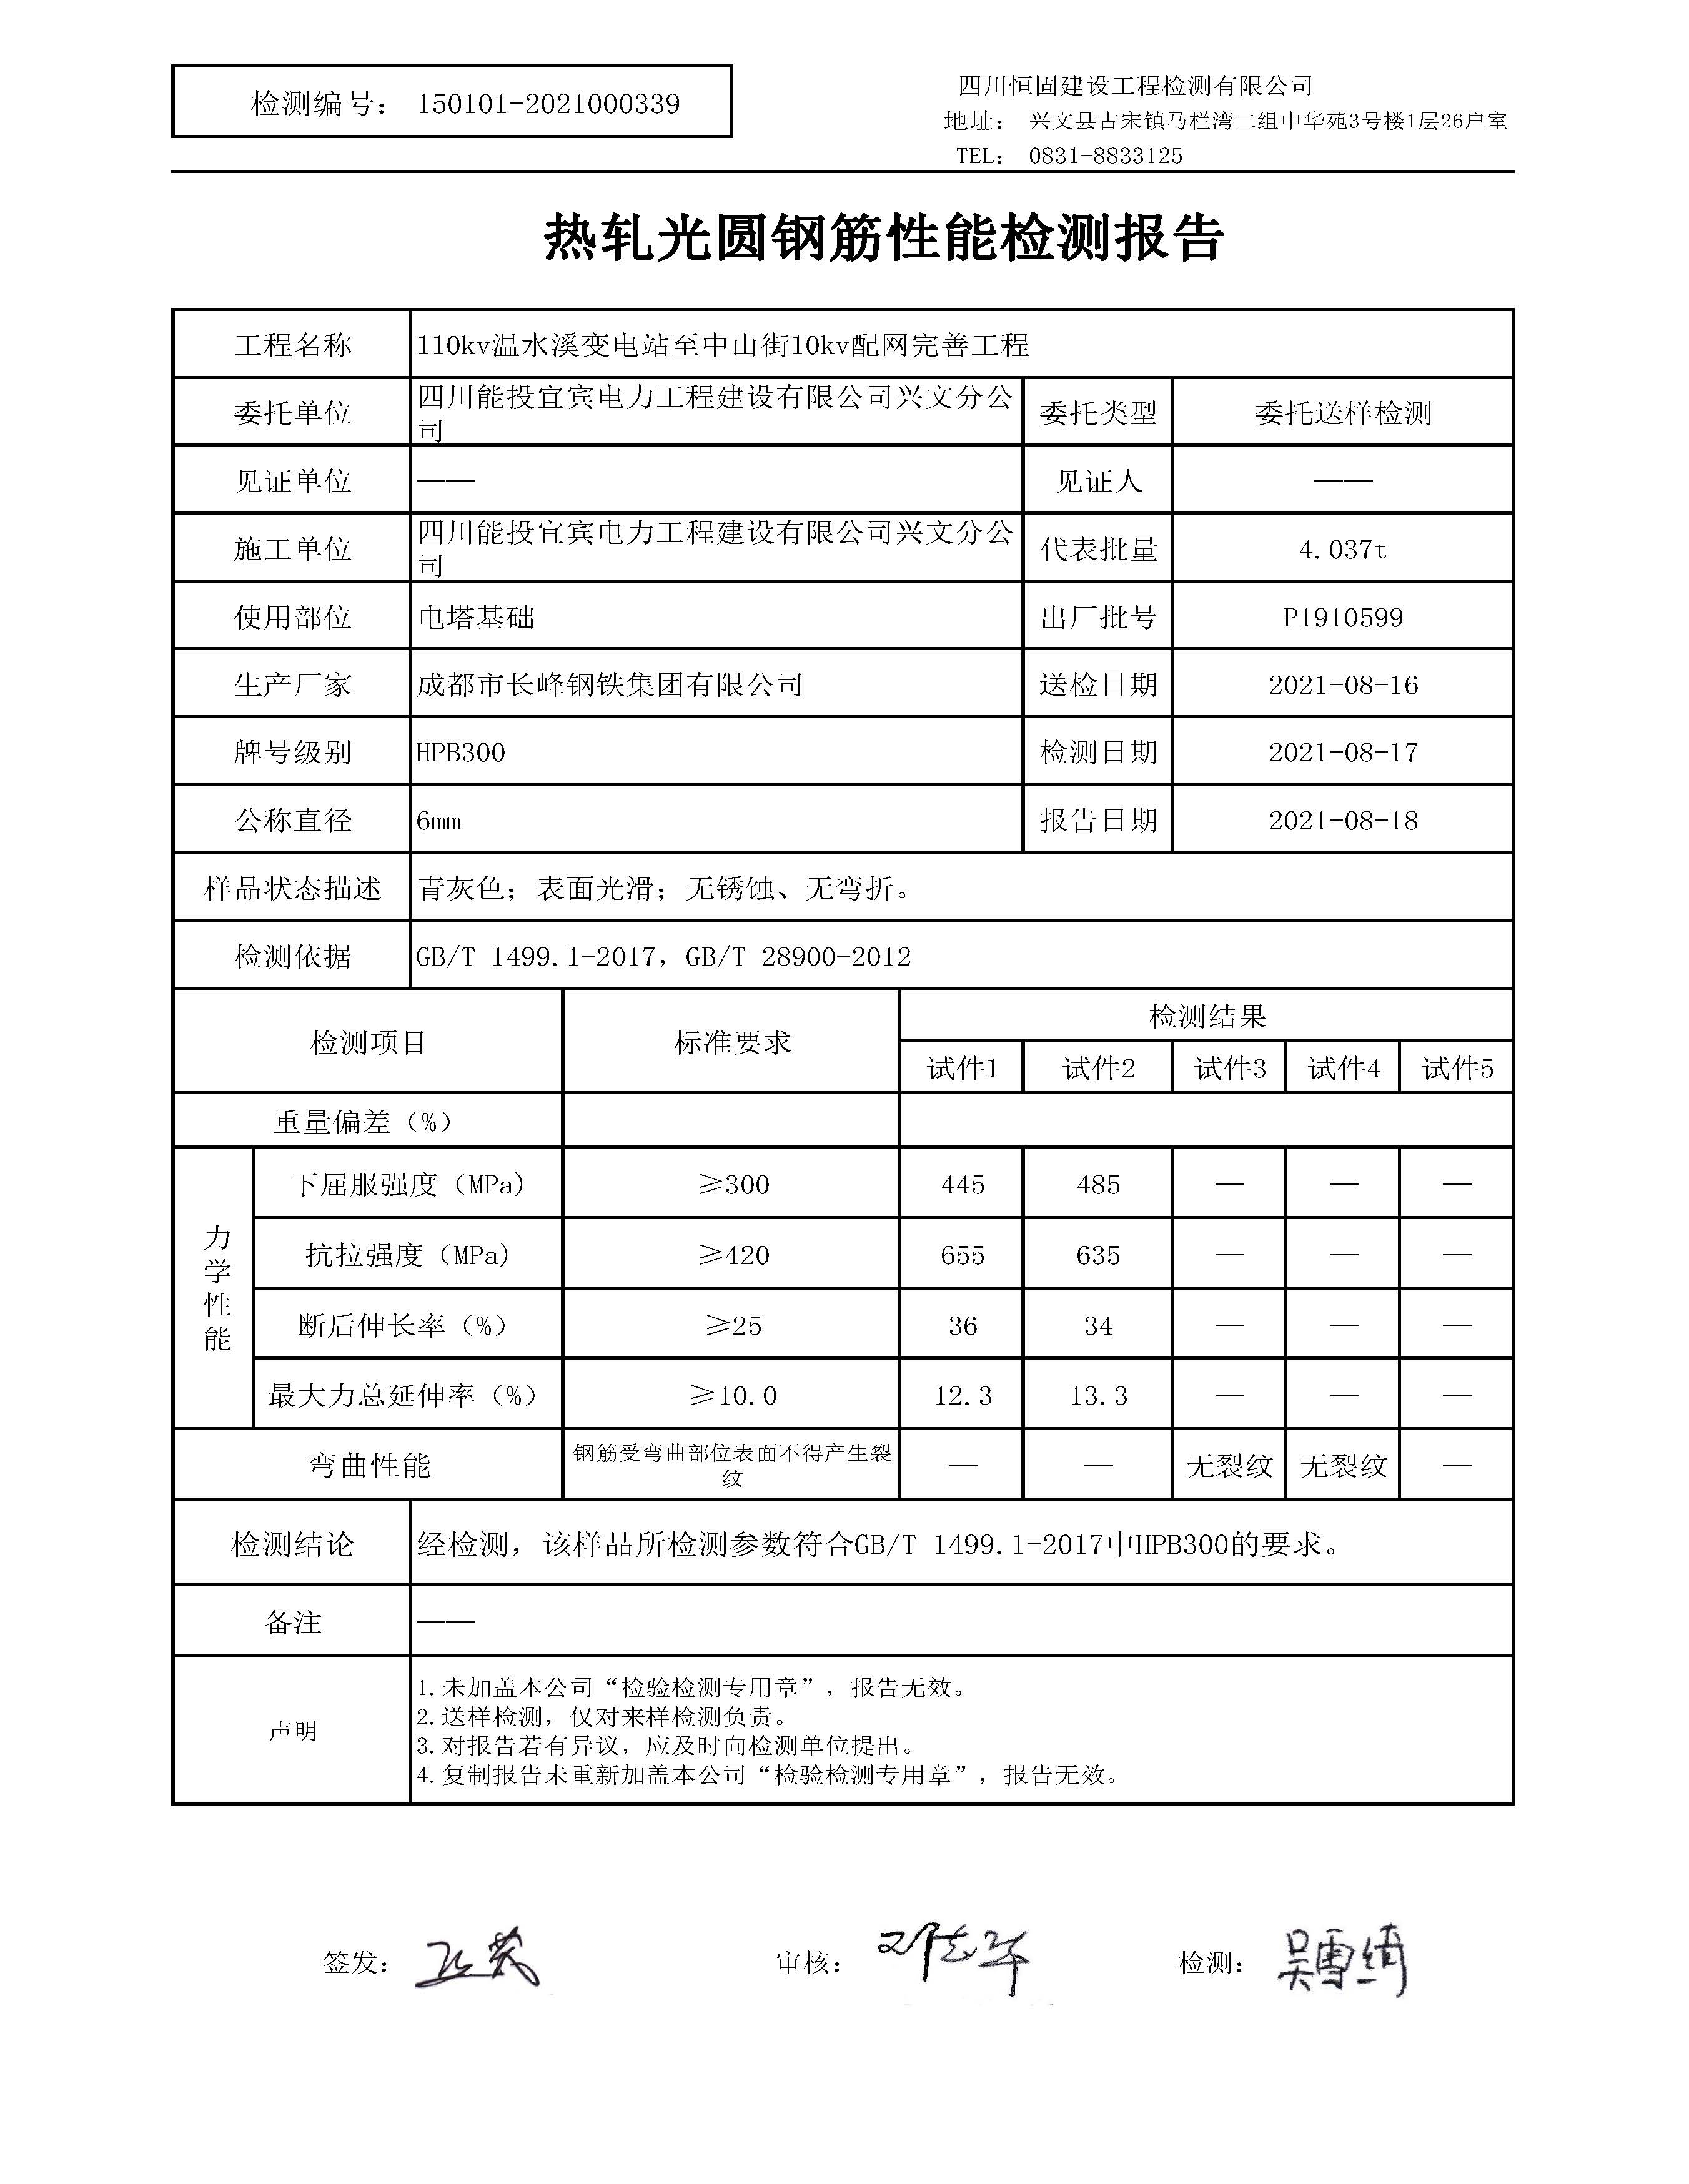 检测编号： 150101-2021000339
四川恒固建设工程检测有限公司
地址： 兴文县古宋镇马栏湾二组中华苑3号楼1层26户室
TEL： 0831-8833125
热轧光圆钢筋性能检测报告
工程名称 110kv温水溪变电站至中山街10kv配网完善工程
委托单位 四川能投宜宾电力工程建设有限公司兴文分公司 委托类型 委托送样检测
见证单位 —— 见证人 ——
施工单位 四川能投宜宾电力工程建设有限公司兴文分公司 代表批量 4.037t
使用部位 电塔基础 出厂批号 P1910599
生产厂家 成都市长峰钢铁集团有限公司 送检日期 2021-08-16
牌号级别 HPB300 检测日期 2021-08-17
公称直径 6mm 报告日期 2021-08-18
样品状态描述 青灰色；表面光滑；无锈蚀、无弯折。
检测依据 GB/T 1499.1-2017，GB/T 28900-2012
检测项目 标准要求 检测结果
试件1 试件2 试件3 试件4 试件5
重量偏差（%）
力学性能
下屈服强度（MPa） ≥300 445 485 — — —
抗拉强度（MPa） ≥420 655 635 — — —
断后伸长率（%） ≥25 36 34 — — —
最大力总延伸率（%） ≥10.0 12.3 13.3 — — —
弯曲性能 钢筋受弯曲部位表面不得产生裂纹 — — 无裂纹 无裂纹 —
检测结论 经检测，该样品所检测参数符合GB/T 1499.1-2017中HPB300的要求。
备注 ——
声明
1.未加盖本公司“检验检测专用章”，报告无效。
2.送样检测，仅对来样检测负责。
3.对报告若有异议，应及时向检测单位提出。
4.复制报告未重新加盖本公司“检验检测专用章”，报告无效。
签发： 审核： 检测： 吴雪绮